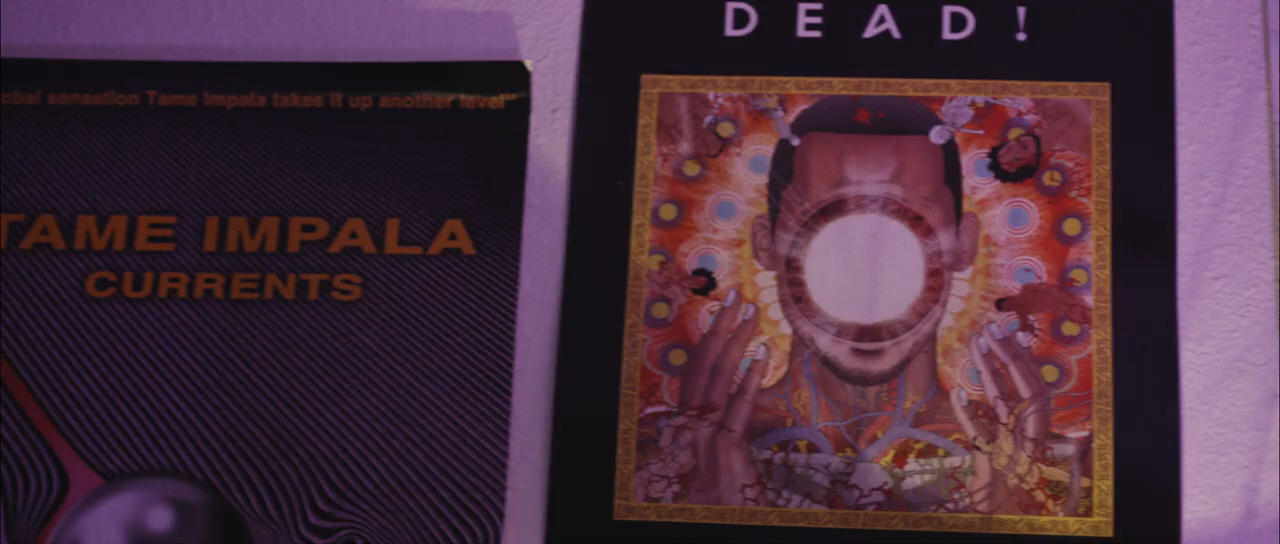 obal sensation Tame Impala takes it up another level"
TAME IMPALA
CURRENTS
DEAD!